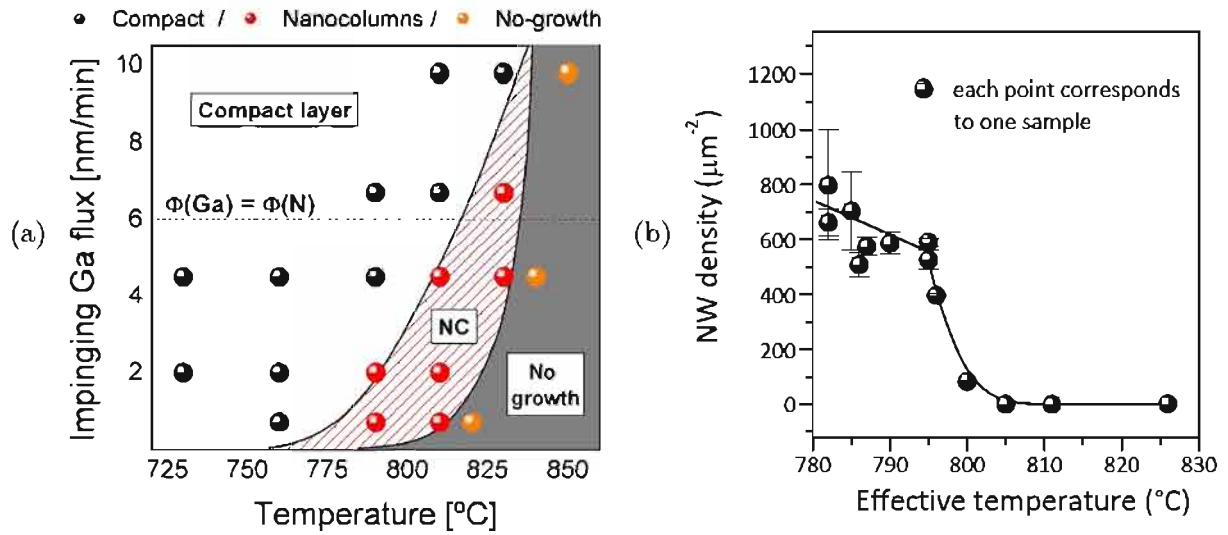 Compact / Nanocolumns / No-growth
(a)
Impinging Ga flux [nm/min]
10
8
6
4
2
Compact layer
Φ(Ga) = Φ(N)
NC
No
growth
725 750 775 800 825 850
Temperature [ºC]
(b)
NW density (μm⁻²)
1200
1000
800
600
400
200
0
each point corresponds
to one sample
780 790 800 810 820 830
Effective temperature (°C)